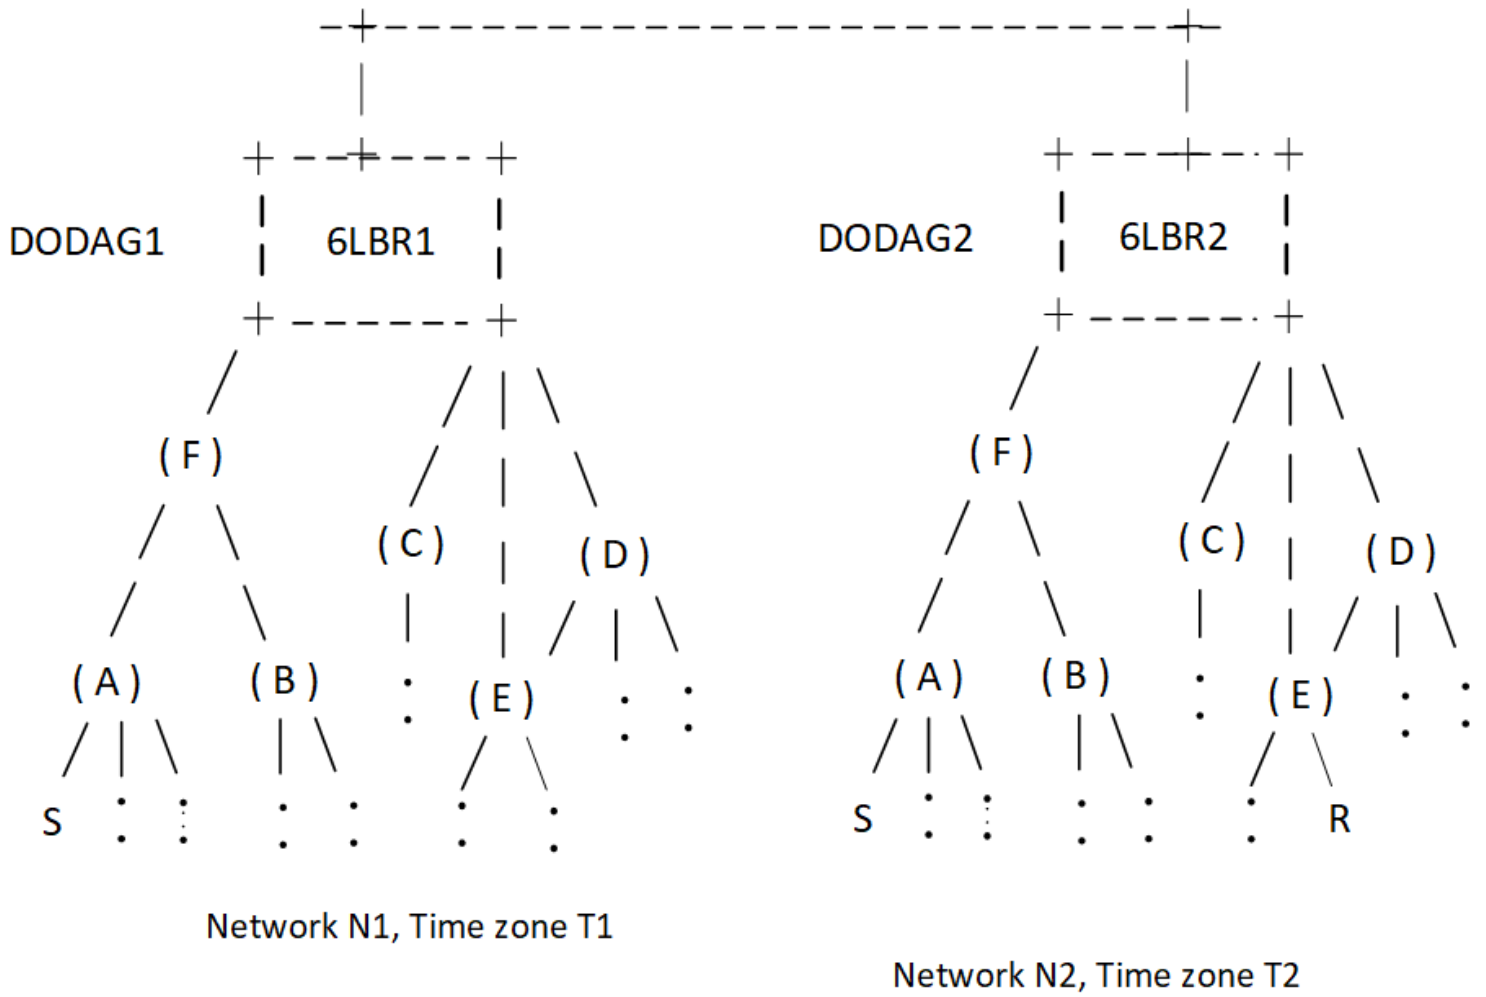 DODAG1
6LBR1
DODAG2
6LBR2
( F )
( F )
( C )
( D )
( C )
( D )
( A )
( B )
( E )
( A )
( B )
( E )
S
S
R
Network N1, Time zone T1
Network N2, Time zone T2